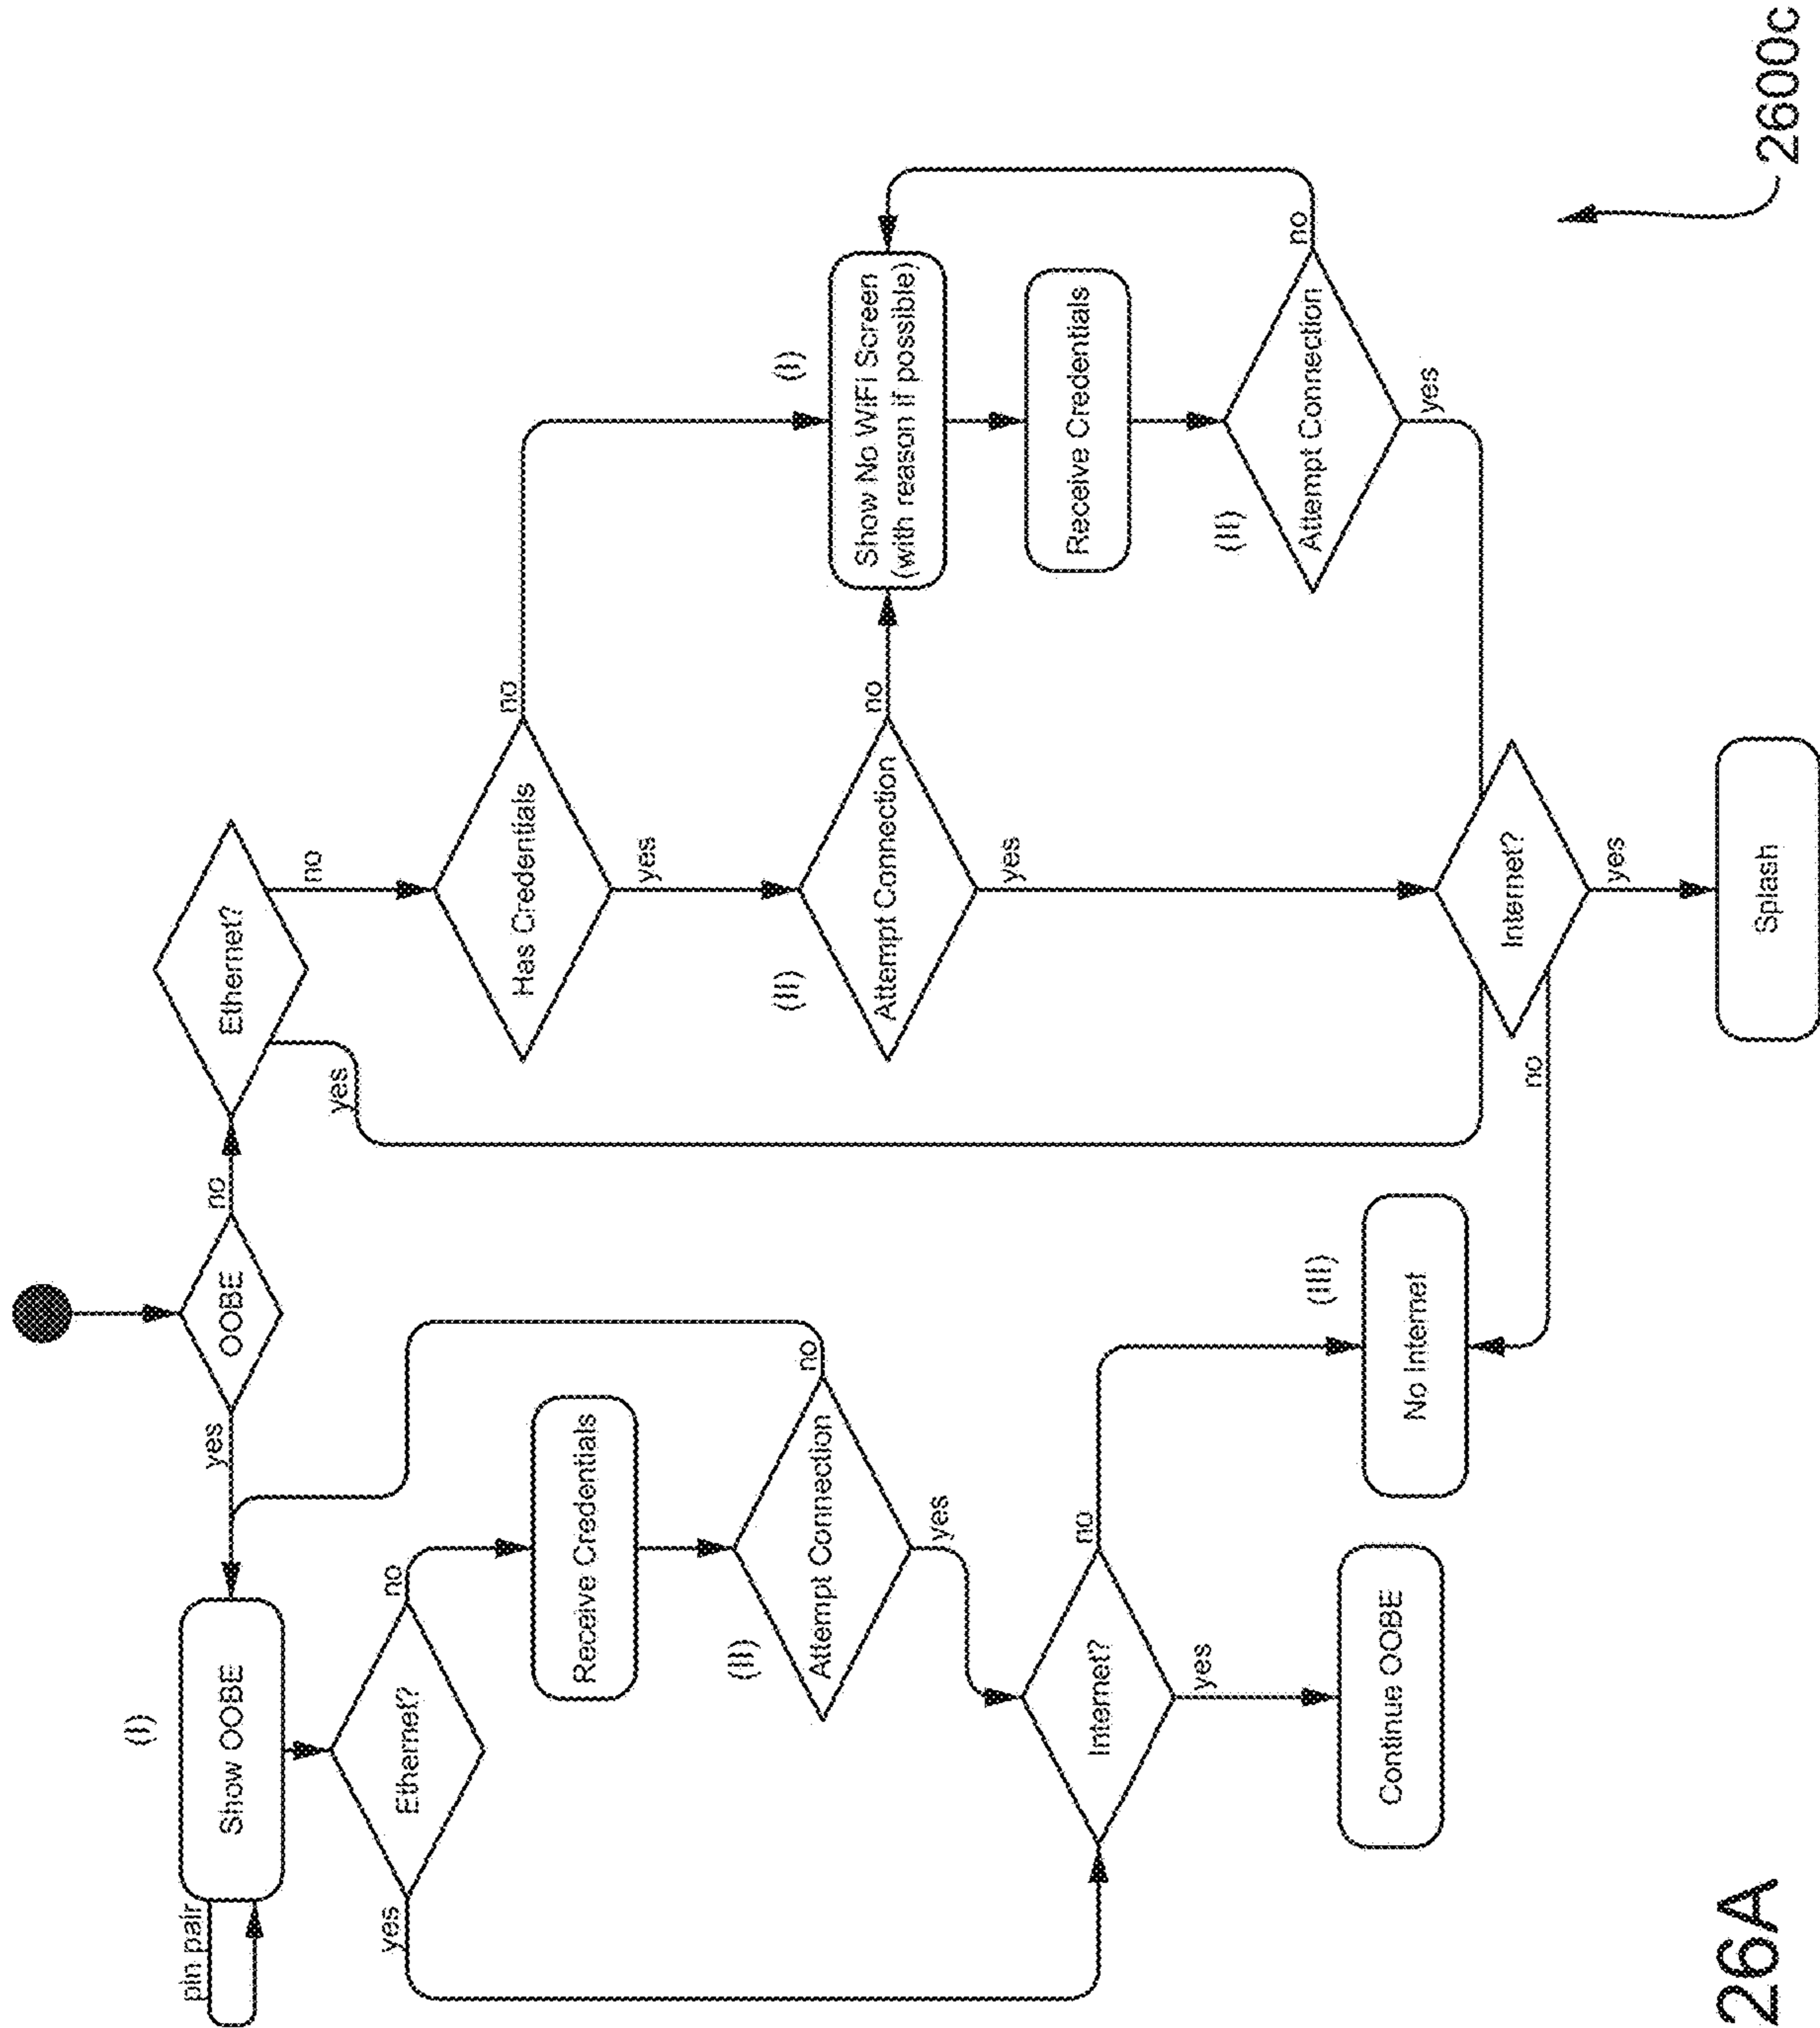 OOBE
yes
no
(I)
pin pair
Show OOBE
Ethernet?
yes
no
Receive Credentials
(II)
Attempt Connection
no
yes
Internet?
no
yes
Continue OOBE
(III)
No Internet
Ethernet?
yes
no
Has Credentials
no
yes
(II)
Attempt Connection
no
yes
(I)
Show No WiFi Screen
(with reason if possible)
Receive Credentials
(II)
Attempt Connection
no
yes
Internet?
no
yes
Splash
26A
2600c